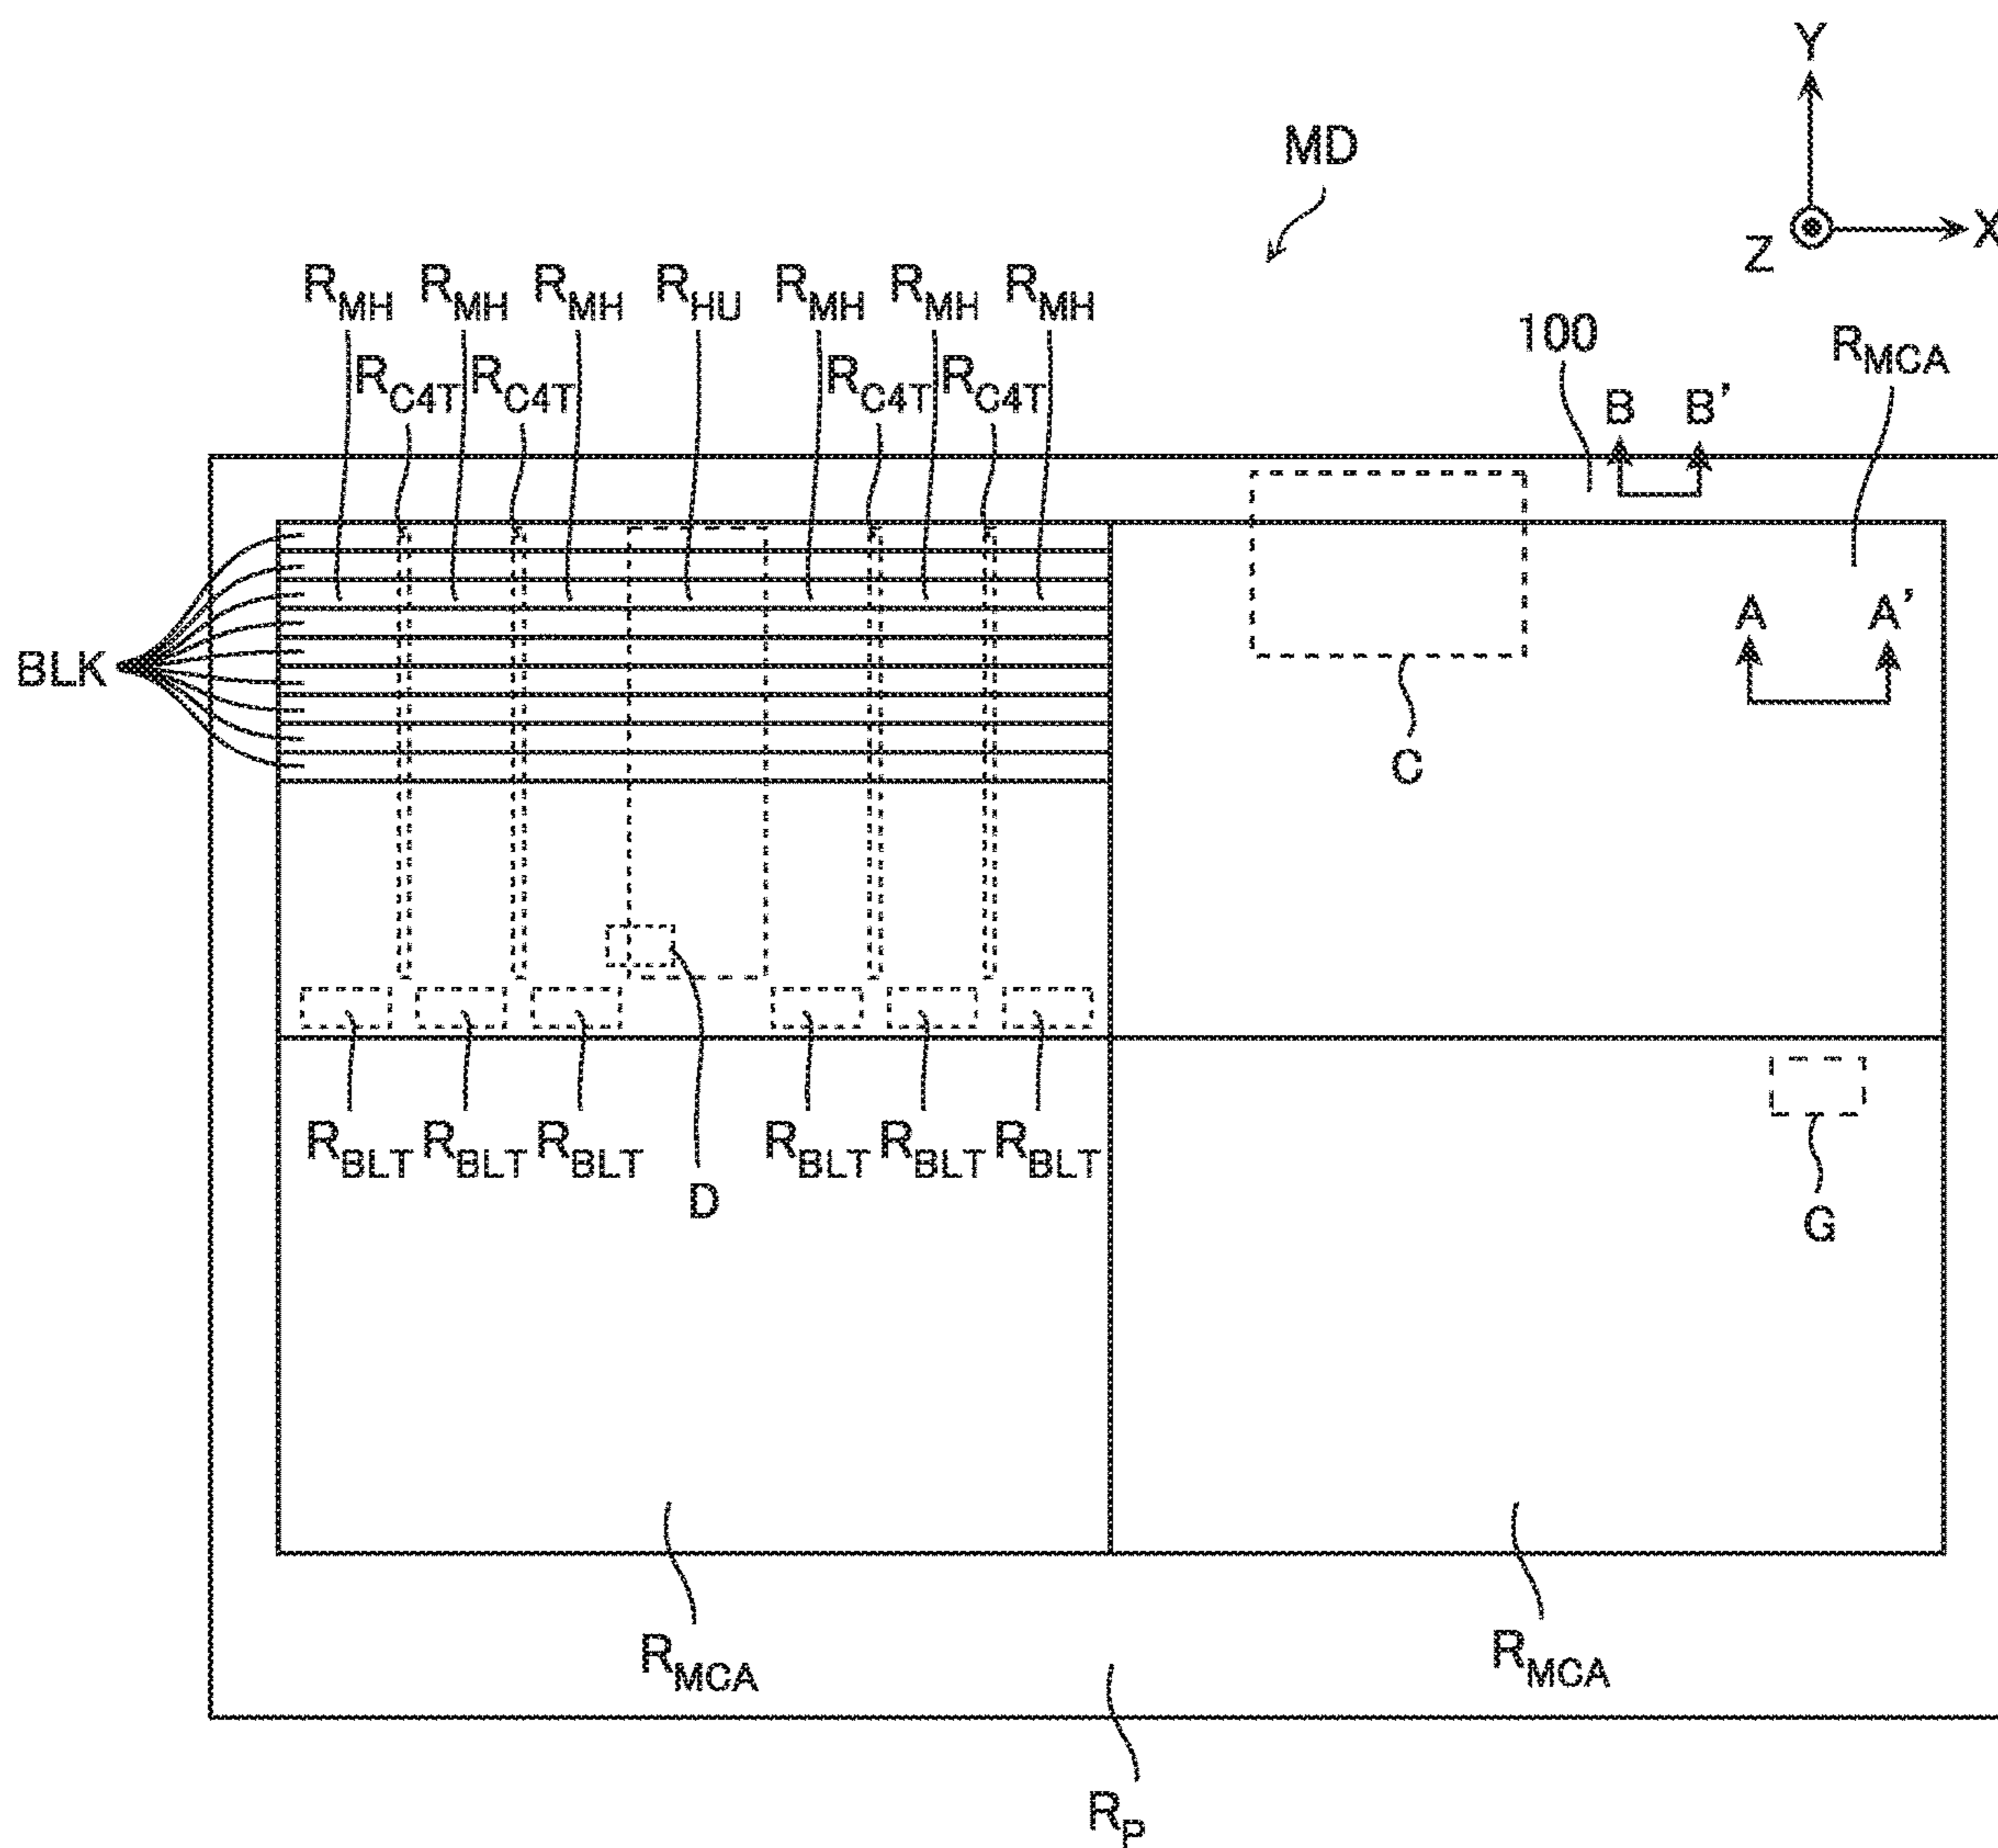 Y
MD
Z X
R_MH R_MH R_MH R_HU R_MH R_MH R_MH
100 R_MCA
R_C4T R_C4T R_C4T R_C4T
B B'
A A'
BLK
C
R_BLT R_BLT R_BLT R_BLT R_BLT R_BLT
D
G
R_MCA R_MCA
R_P